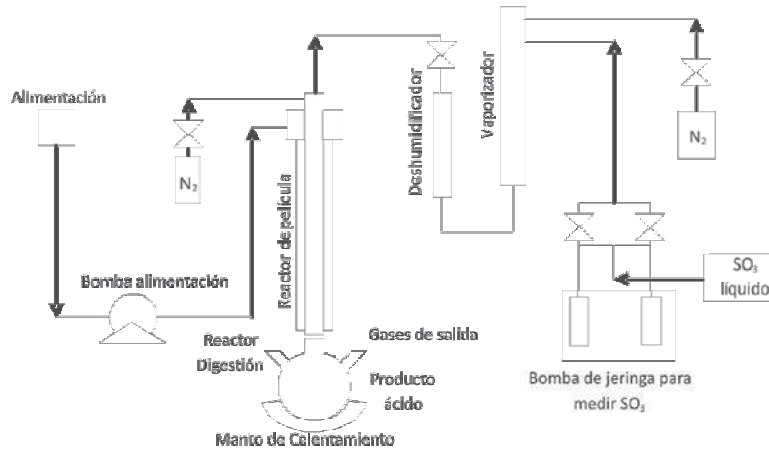 Alimentación
N₂
Bomba alimentación
Reactor de película
Reactor
Digestión
Gases de salida
Producto
ácido
Manto de Calentamiento
Deshumidificador
Vaporizador
N₂
SO₃
líquido
Bomba de jeringa para
medir SO₃